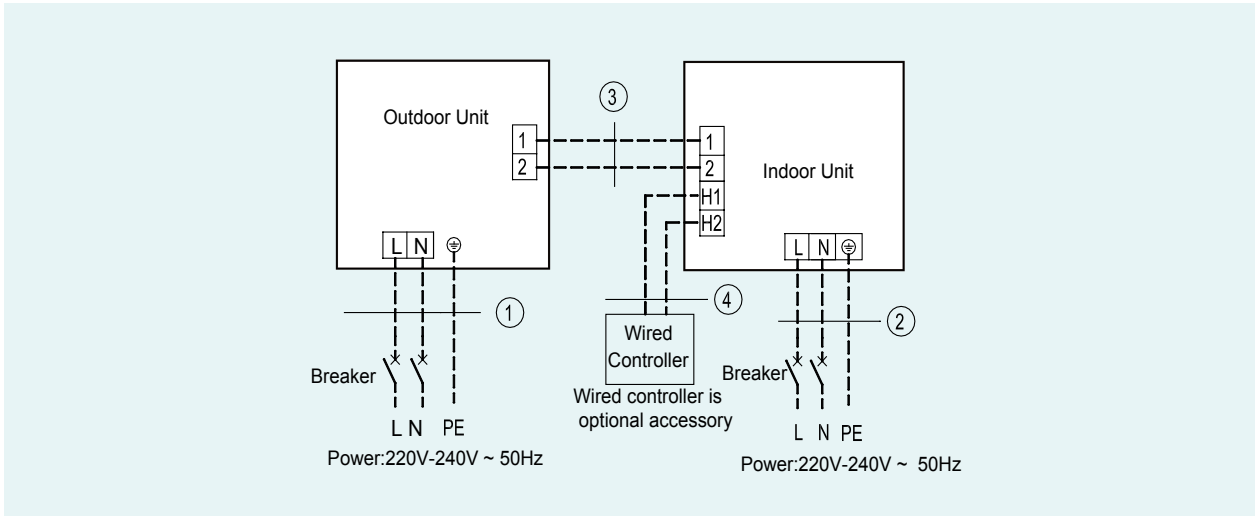 Outdoor Unit
1
2
L N
③
1
2
H1
H2
Indoor Unit
L N
①
Breaker
L N PE
Power:220V-240V ~ 50Hz
④
Wired
Controller
Wired controller is
optional accessory
②
Breaker
L N PE
Power:220V-240V ~ 50Hz